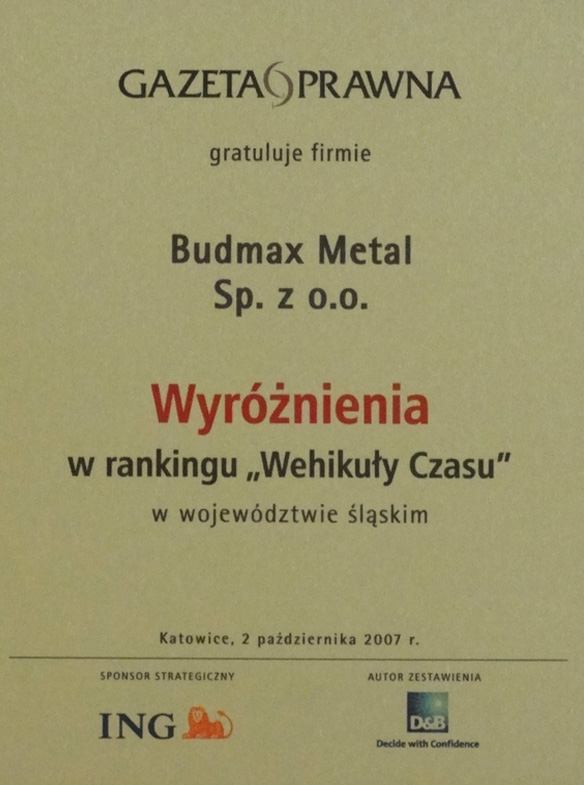 GAZETA PRAWNA
gratuluje firmie
Budmax Metal
Sp. z o.o.
Wyróżnienia
w rankingu „Wehikuły Czasu”
w województwie śląskim
Katowice, 2 października 2007 r.
SPONSOR STRATEGICZNY
AUTOR ZESTAWIENIA
ING
D&B
Decide with Confidence